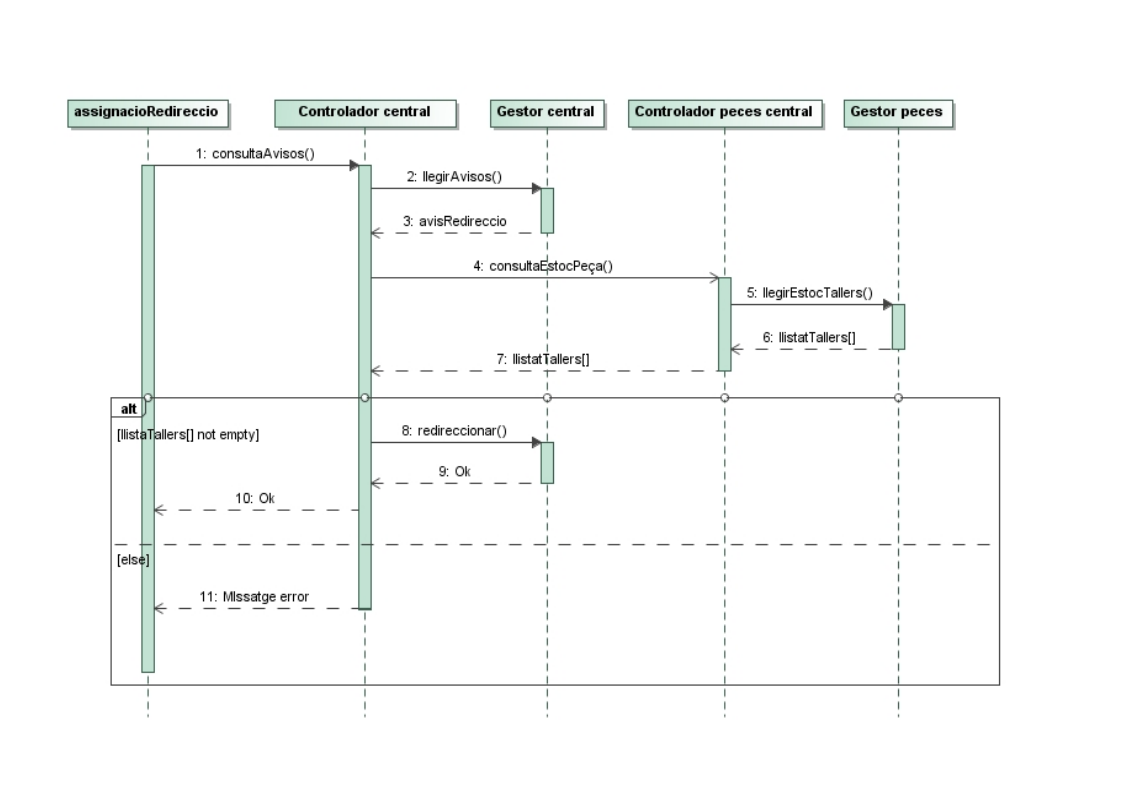 assignacioRedireccio
Controlador central
Gestor central
Controlador peces central
Gestor peces
1: consultaAvisos()
2: llegirAvisos()
3: avisRedireccio
4: consultaEstocPeça()
5: llegirEstocTallers()
6: llistatTallers[]
7: llistatTallers[]
alt
[llistaTallers[] not empty]
8: redireccionar()
9: Ok
10: Ok
[else]
11: MIssatge error